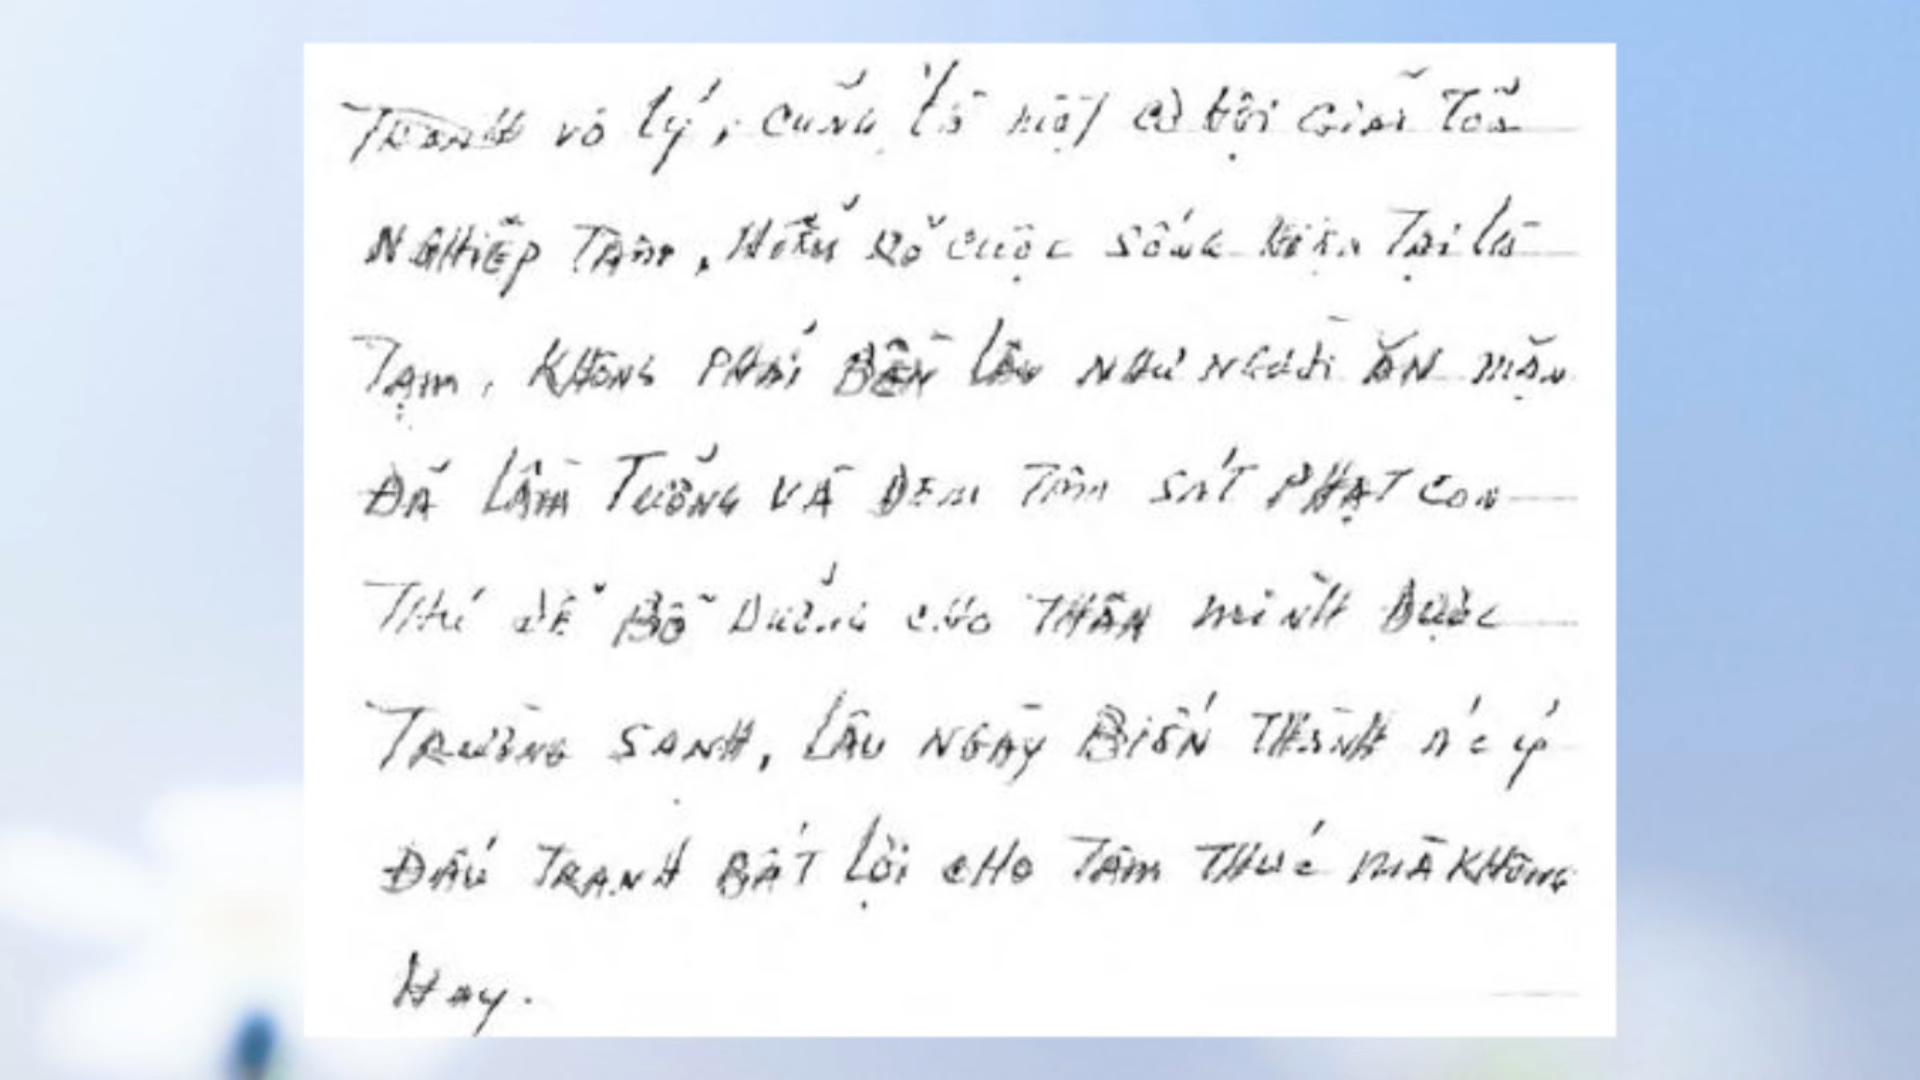 Tranh vô lý, cũng là một cơ hội giải tỏa
nghiệp tâm, hiểu rõ cuộc sống hiện tại là
tạm, không phải bền lâu như người ăn mặn
đã lầm tưởng và đem tâm sát phạt con
thú để bổ dưỡng cho thân mình được
trường sanh, lâu ngày biến thành ác ý
đấu tranh bất lợi cho tâm thức mà không
hay.